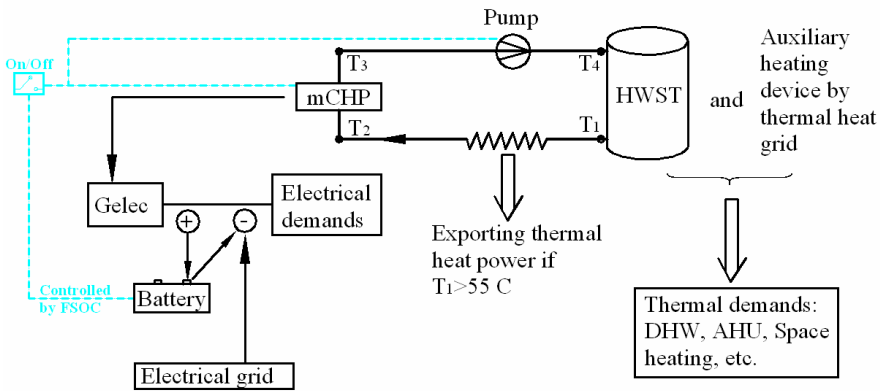 Pump
On/Off
T3
T4
mCHP
HWST
and
Auxiliary
heating
device by
thermal heat
grid
T2
T1
Gelec
Electrical
demands
+
-
Exporting thermal
heat power if
T1>55 C
Controlled
by FSOC
Battery
Thermal demands:
DHW, AHU, Space
heating, etc.
Electrical grid